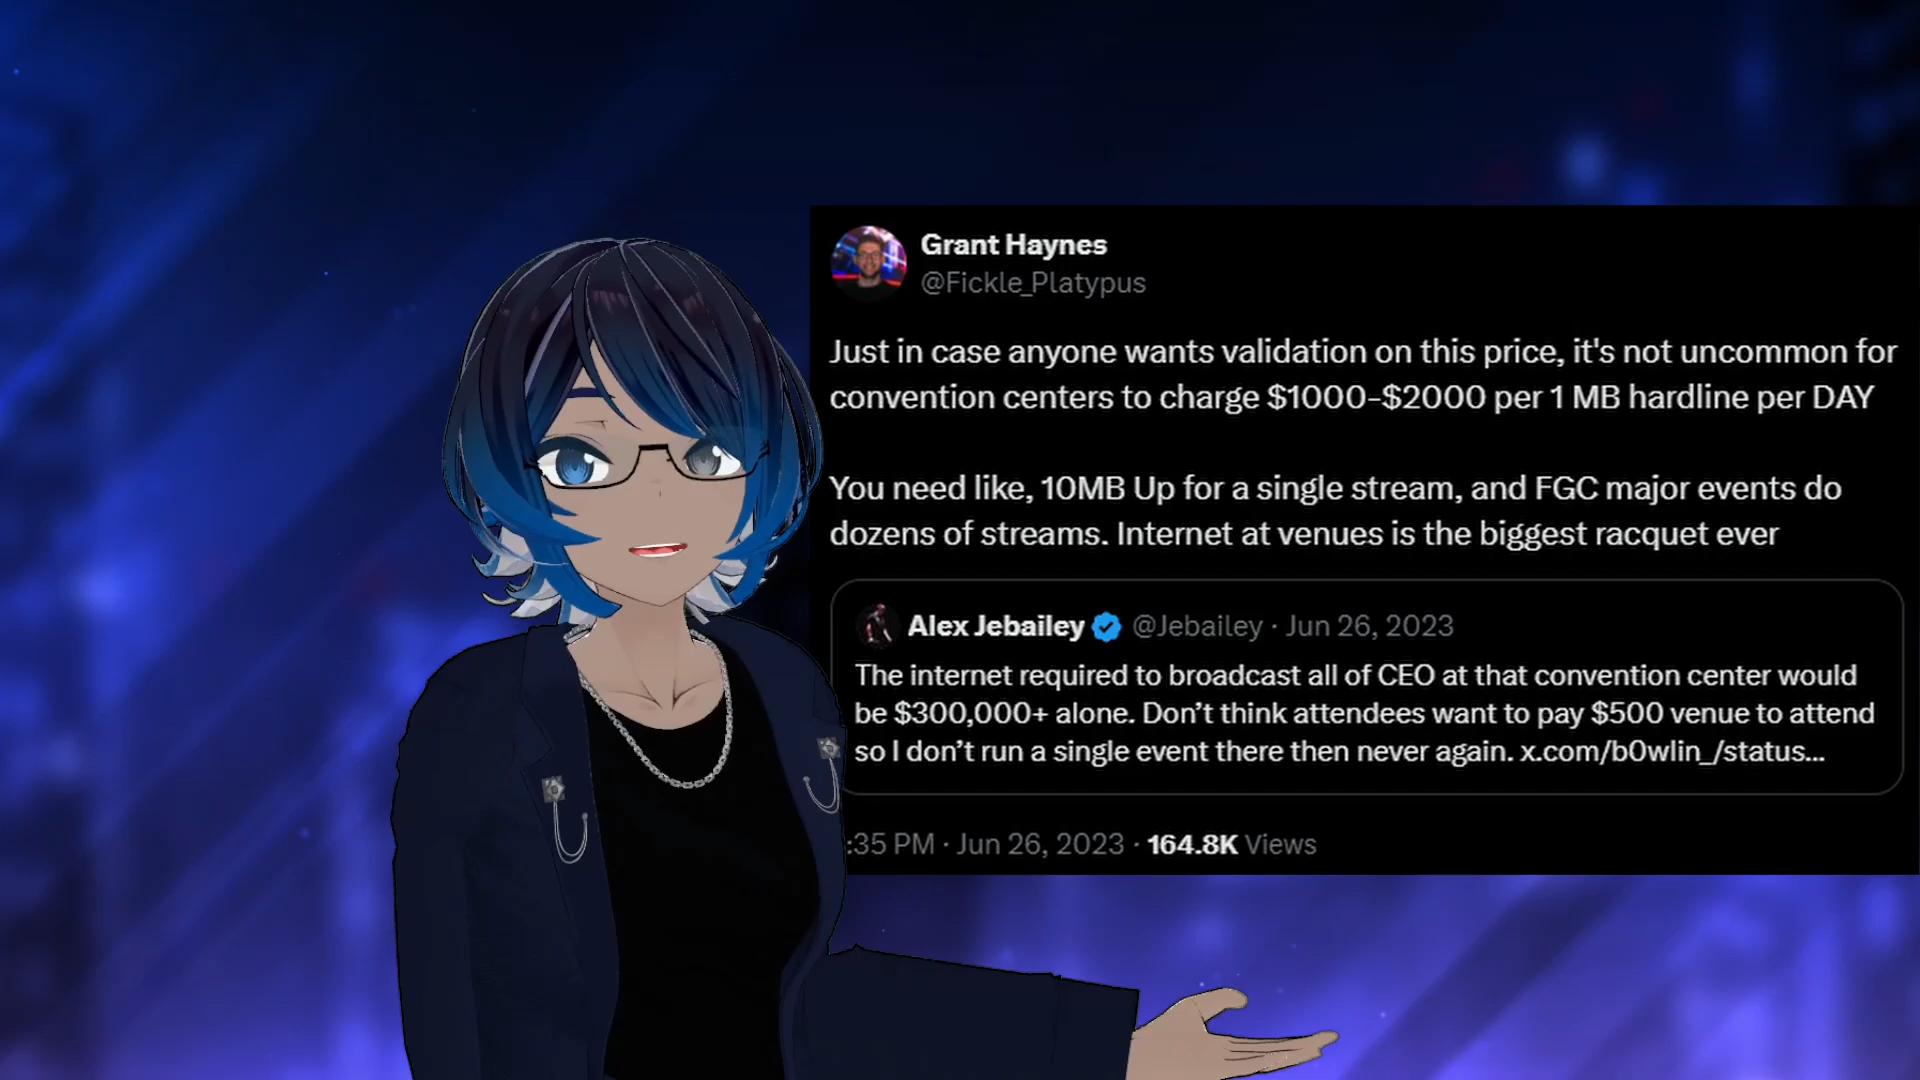 Grant Haynes
@Fickle_Platypus
Just in case anyone wants validation on this price, it's not uncommon for
convention centers to charge $1000-$2000 per 1 MB hardline per DAY
You need like, 10MB Up for a single stream, and FGC major events do
dozens of streams. Internet at venues is the biggest racquet ever
Alex Jebailey @Jebailey · Jun 26, 2023
The internet required to broadcast all of CEO at that convention center would
be $300,000+ alone. Don't think attendees want to pay $500 venue to attend
so I don't run a single event there then never again. x.com/b0wlin_/status...
:35 PM · Jun 26, 2023 · 164.8K Views